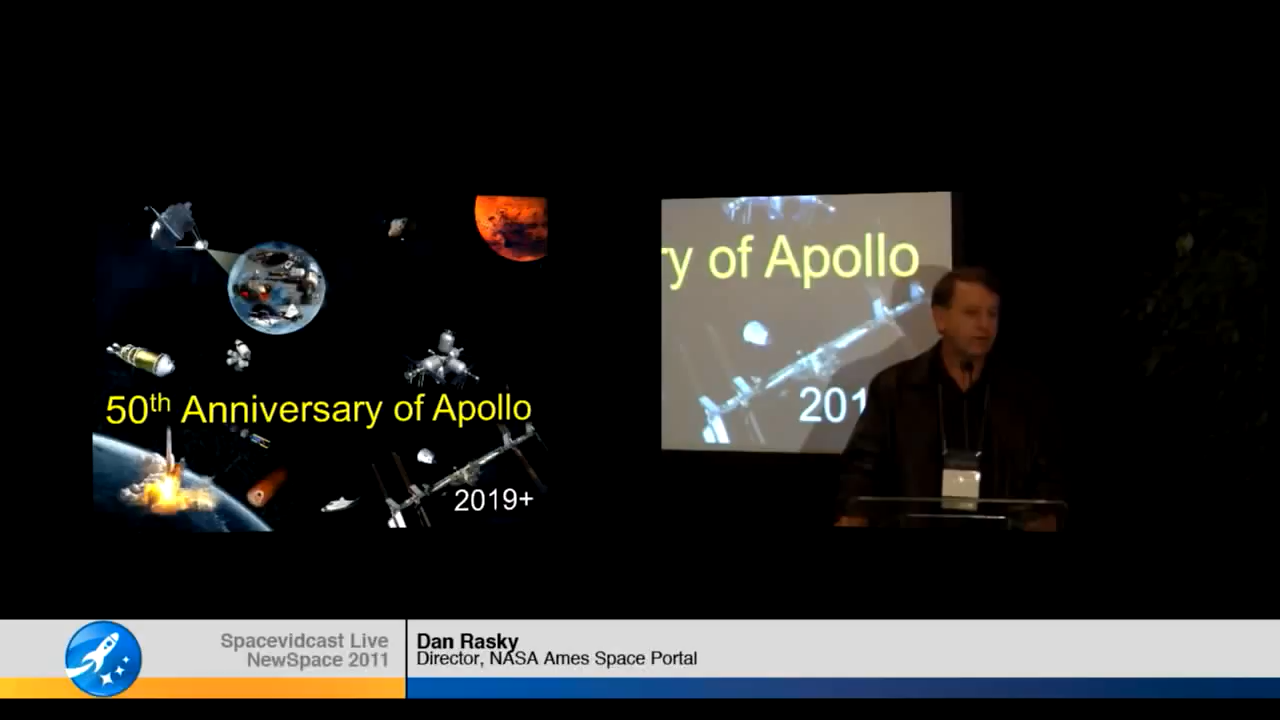 50th Anniversary of Apollo
2019+
ry of Apollo
201
Spacevidcast Live
NewSpace 2011
Dan Rasky
Director, NASA Ames Space Portal